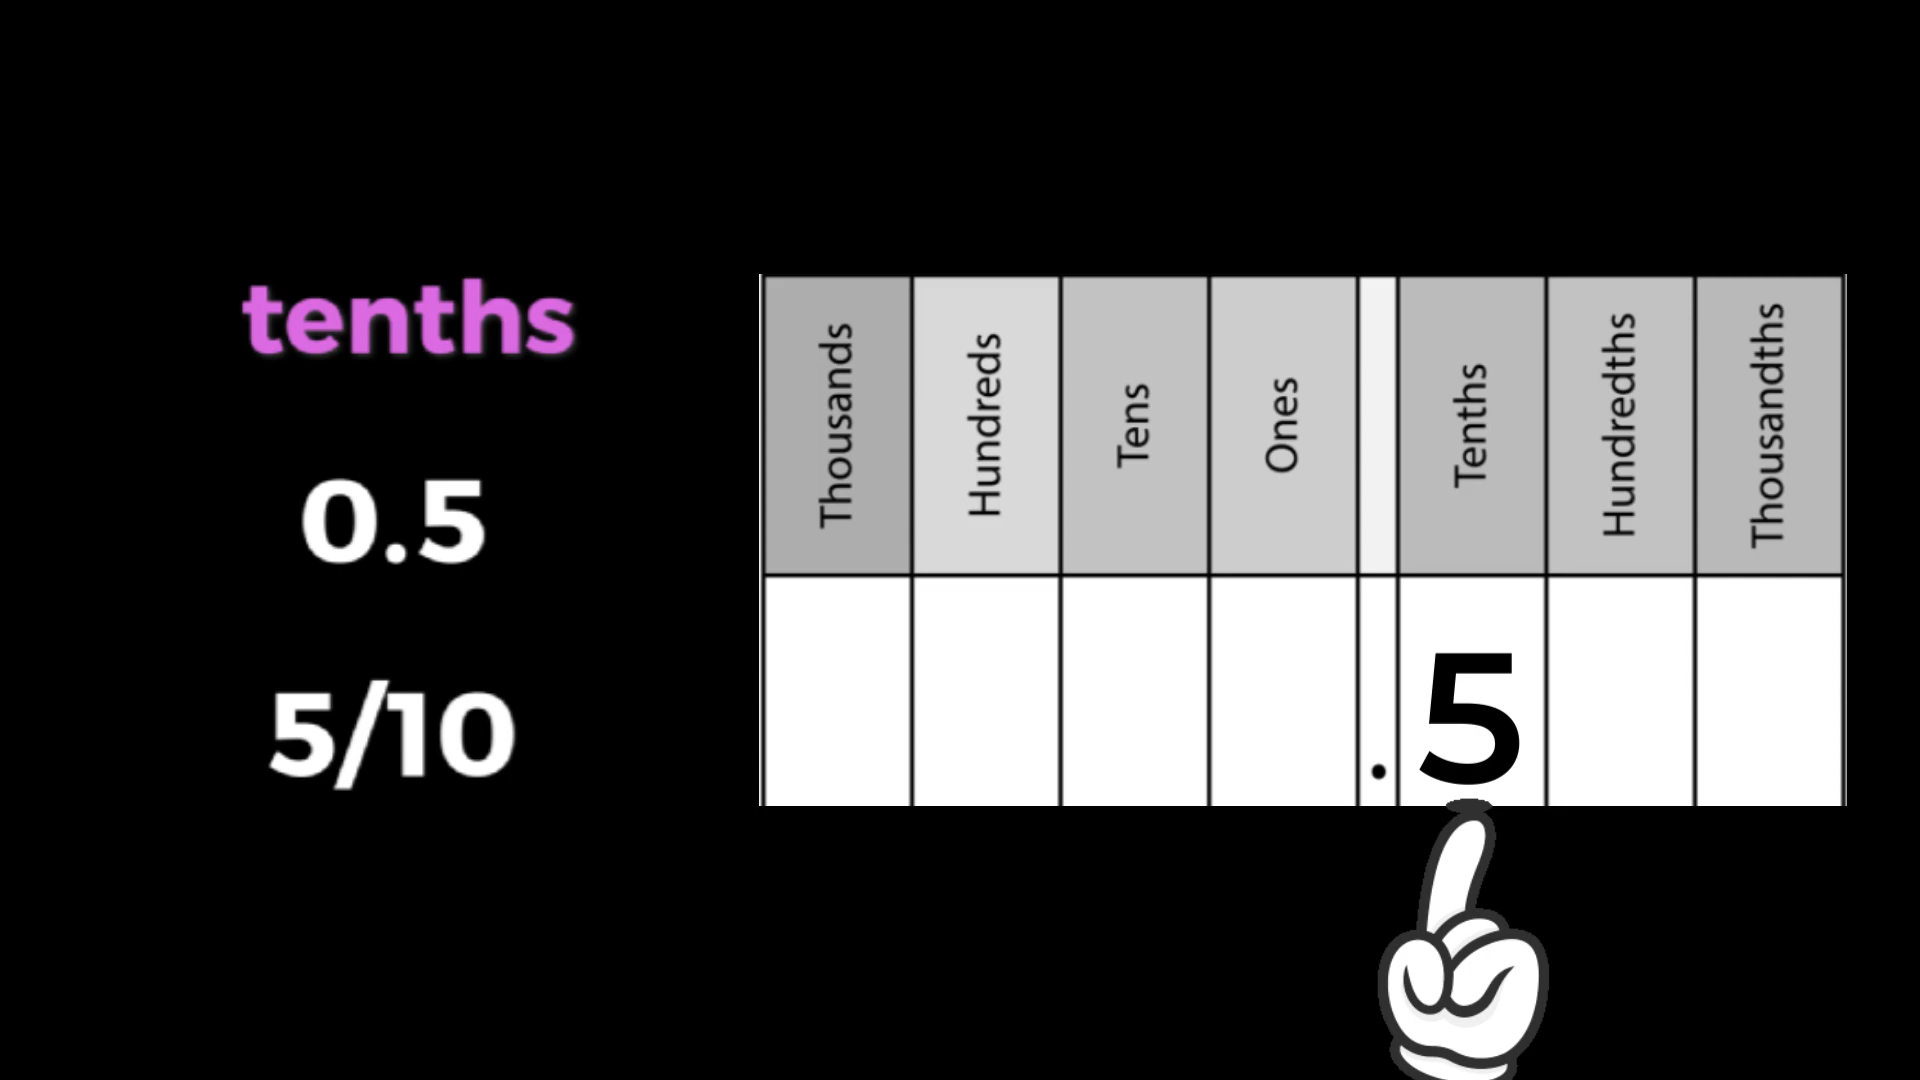 tenths
0.5
5/10
Thousands
Hundreds
Tens
Ones
Tenths
Hundredths
Thousandths
.5